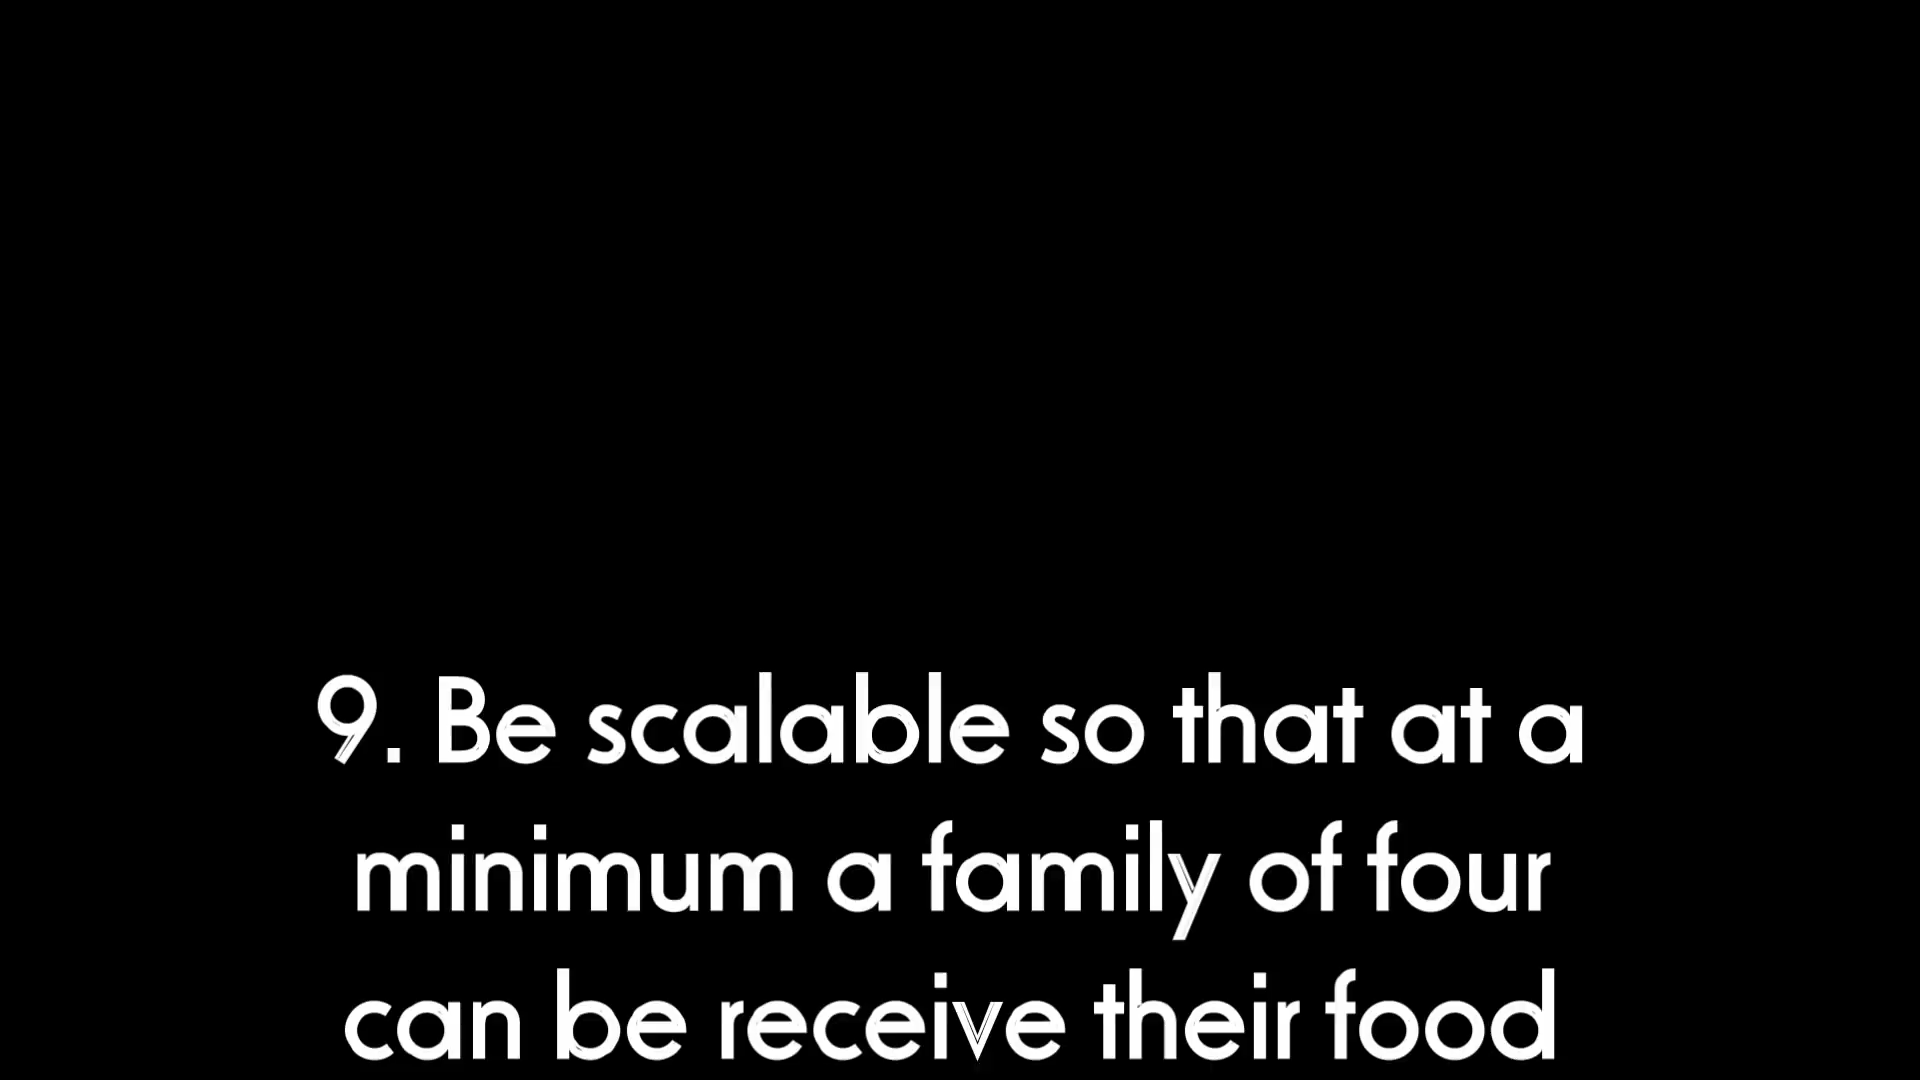 9. Be scalable so that at a
minimum a family of four
can be receive their food